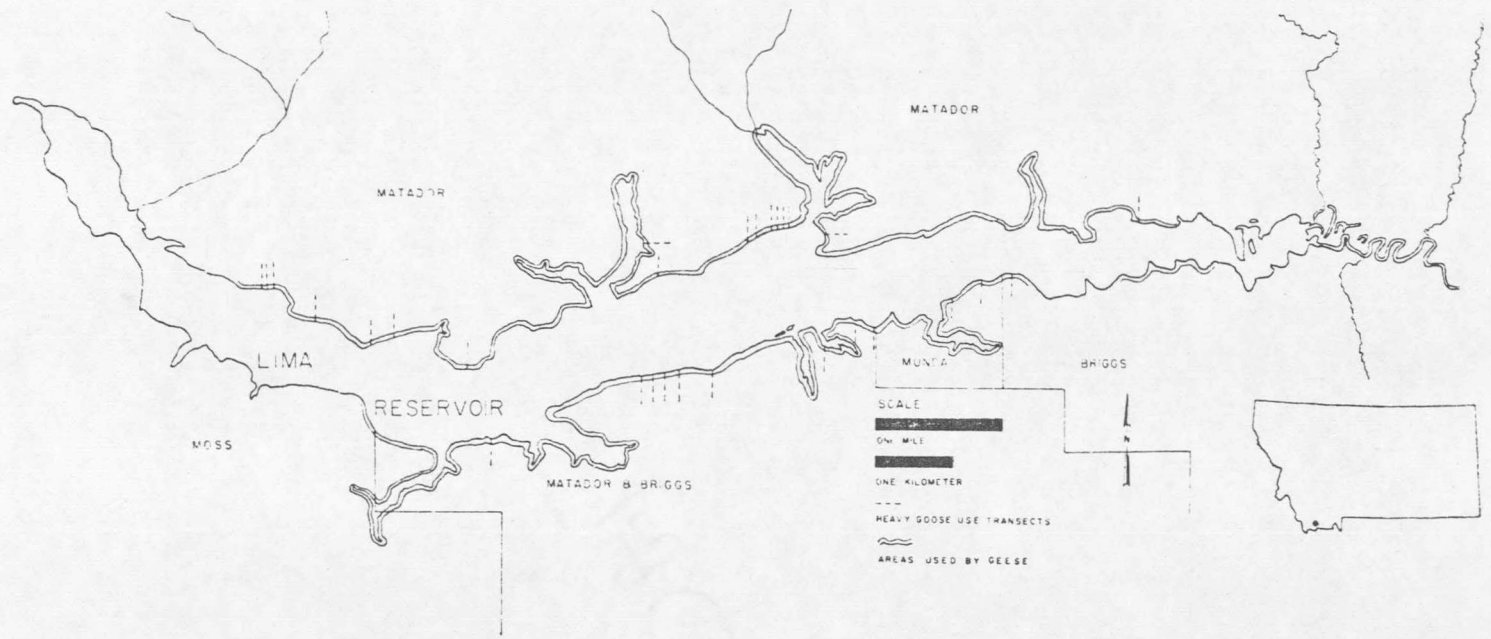 MATADOR
MATADOR
LIMA
RESERVOIR
MOSS
MATADOR & BRIGGS
BRIGGS
SCALE
ONE MILE
ONE KILOMETER
N
HEAVY GOOSE USE TRANSECTS
AREAS USED BY GEESE